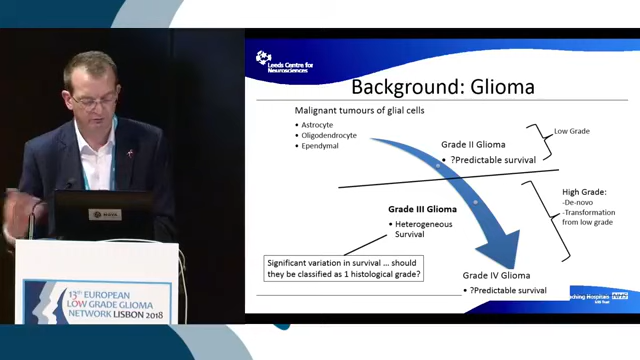 Leeds Centre for
Neurosciences
Background: Glioma
Malignant tumours of glial cells
• Astrocyte
• Oligodendrocyte
• Ependymal
Grade II Glioma
• ?Predictable survival
Low Grade
High Grade:
-De-novo
-Transformation
from low grade
Grade III Glioma
• Heterogeneous
Survival
Significant variation in survival ... should
they be classified as 1 histological grade?
Grade IV Glioma
• ?Predictable survival
ching Hospitals
NHS
13th EUROPEAN
LOW GRADE GLIOMA
NETWORK LISBON 2018